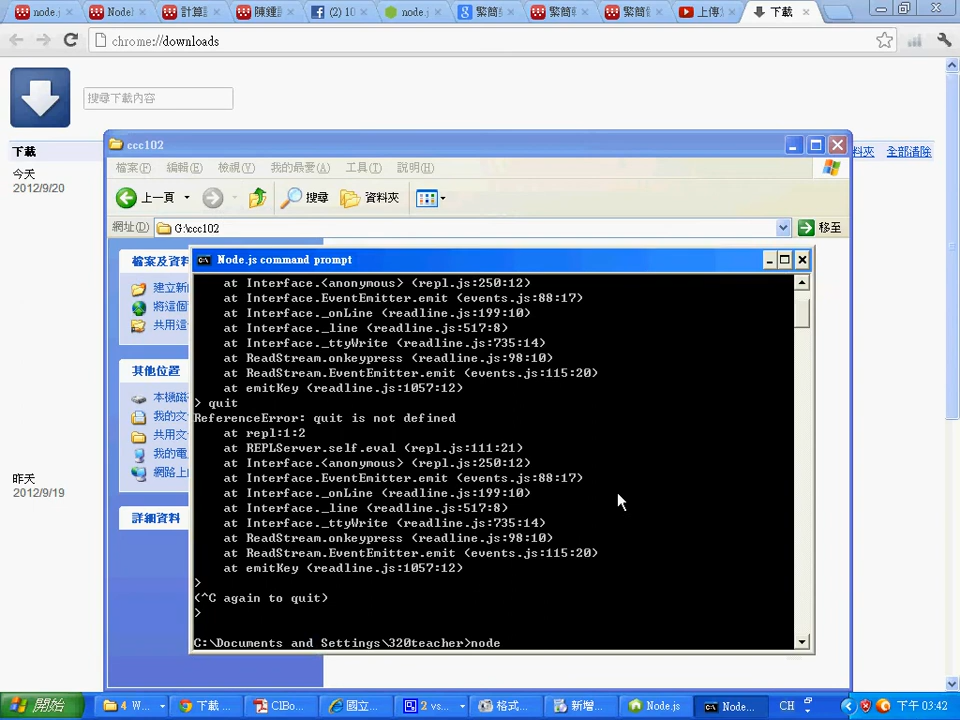 node.j
Node
計算
陳鍾
(2) 10
node.
繁簡
繁簡
繁簡
上傳
下載
chrome://downloads
搜尋下載內容
下載
料夾
全部清除
今天
2012/9/20
昨天
2012/9/19
ccc102
檔案(F)
編輯(E)
檢視(V)
我的最愛(A)
工具(T)
說明(H)
上一頁
搜尋
資料夾
網址(D)
G:\ccc102
移至
檔案及資料
建立新
將這個
共用這
其他位置
本機磁
我的文
共用文
我的電
網路上
詳細資料
Node.js command prompt
at Interface.<anonymous> (repl.js:250:12)
at Interface.EventEmitter.emit (events.js:88:17)
at Interface._onLine (readline.js:199:10)
at Interface._line (readline.js:517:8)
at Interface._ttyWrite (readline.js:735:14)
at ReadStream.onkeypress (readline.js:98:10)
at ReadStream.EventEmitter.emit (events.js:115:20)
at emitKey (readline.js:1057:12)
> quit
ReferenceError: quit is not defined
at repl:1:2
at REPLServer.self.eval (repl.js:111:21)
at Interface.<anonymous> (repl.js:250:12)
at Interface.EventEmitter.emit (events.js:88:17)
at Interface._onLine (readline.js:199:10)
at Interface._line (readline.js:517:8)
at Interface._ttyWrite (readline.js:735:14)
at ReadStream.onkeypress (readline.js:98:10)
at ReadStream.EventEmitter.emit (events.js:115:20)
at emitKey (readline.js:1057:12)
>
(^C again to quit)
>
C:\Documents and Settings\320teacher>node
開始
4 W...
下載 ...
CIBo...
國立...
2 vs...
格式...
新增...
Node.js
Node...
CH
下午 03:42